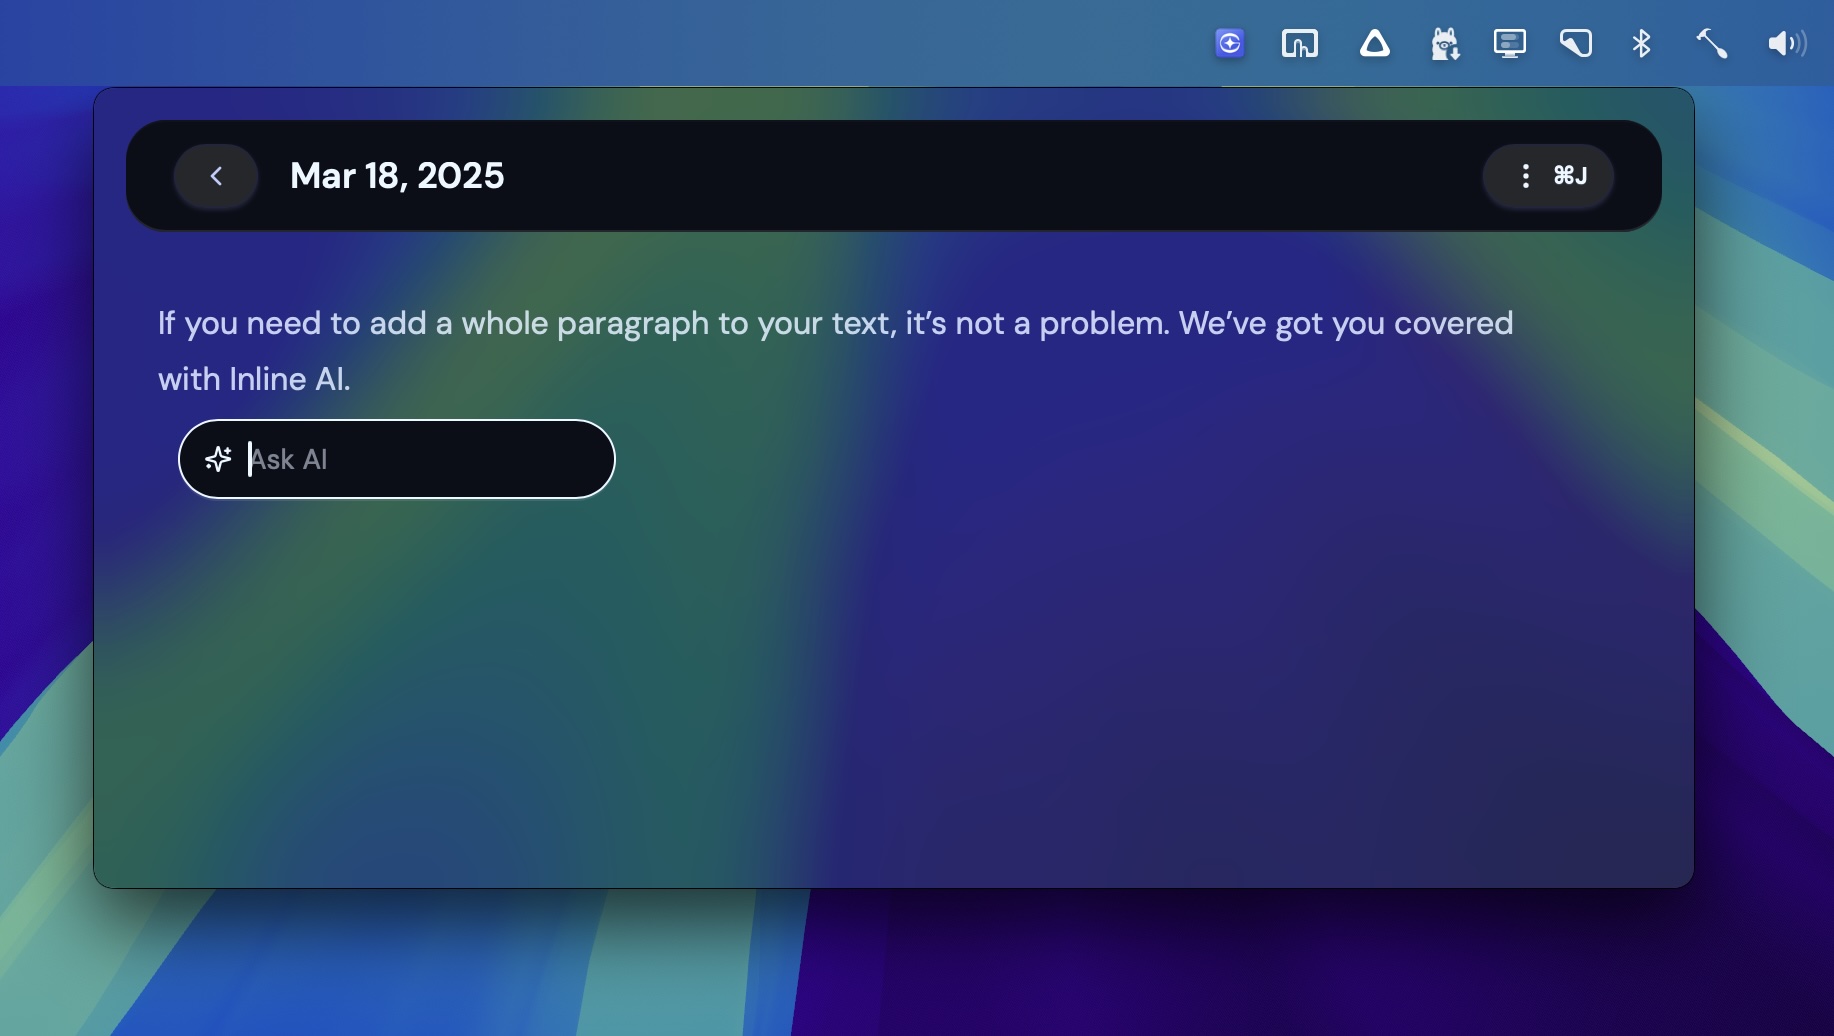 Mar 18, 2025
⌘J
If you need to add a whole paragraph to your text, it’s not a problem. We’ve got you covered
with Inline AI.
Ask AI